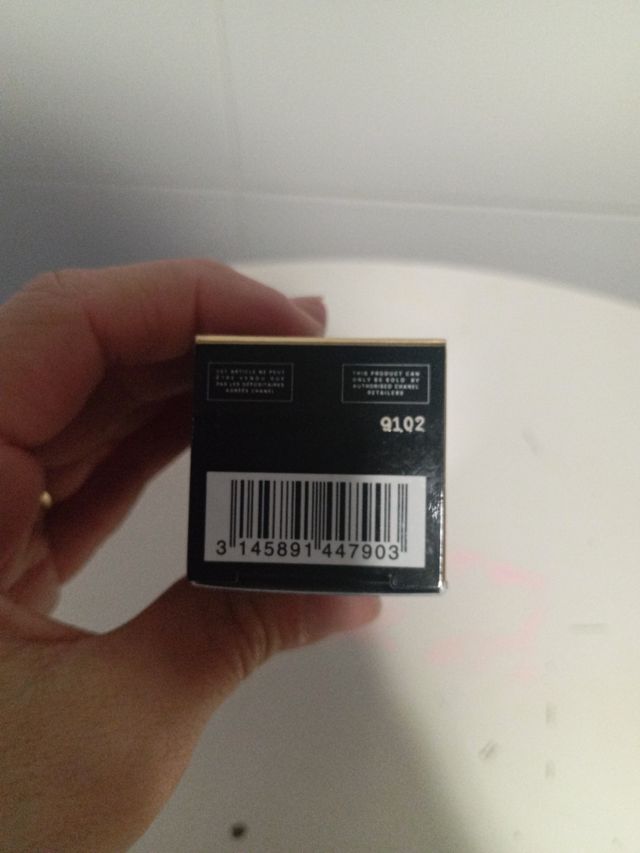 CET ARTICLE NE PEUT
ÊTRE VENDU QUE
PAR LES DÉPOSITAIRES
AGRÉÉS CHANEL
THIS PRODUCT CAN
ONLY BE SOLD BY
AUTHORISED CHANEL
RETAILERS
9102
3 145891 447903